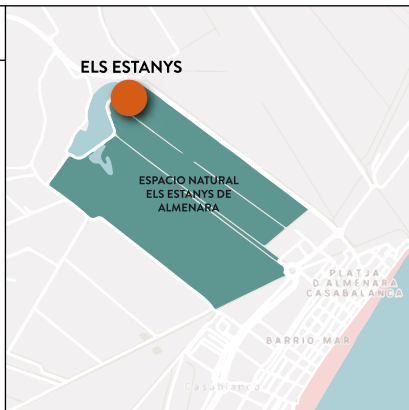 ELS ESTANYS
ESPACIO NATURAL
ELS ESTANYS DE
ALMENARA
PLATJA
D'ALMENARA
CASABLANCA
BARRIO MAR
Casablanca